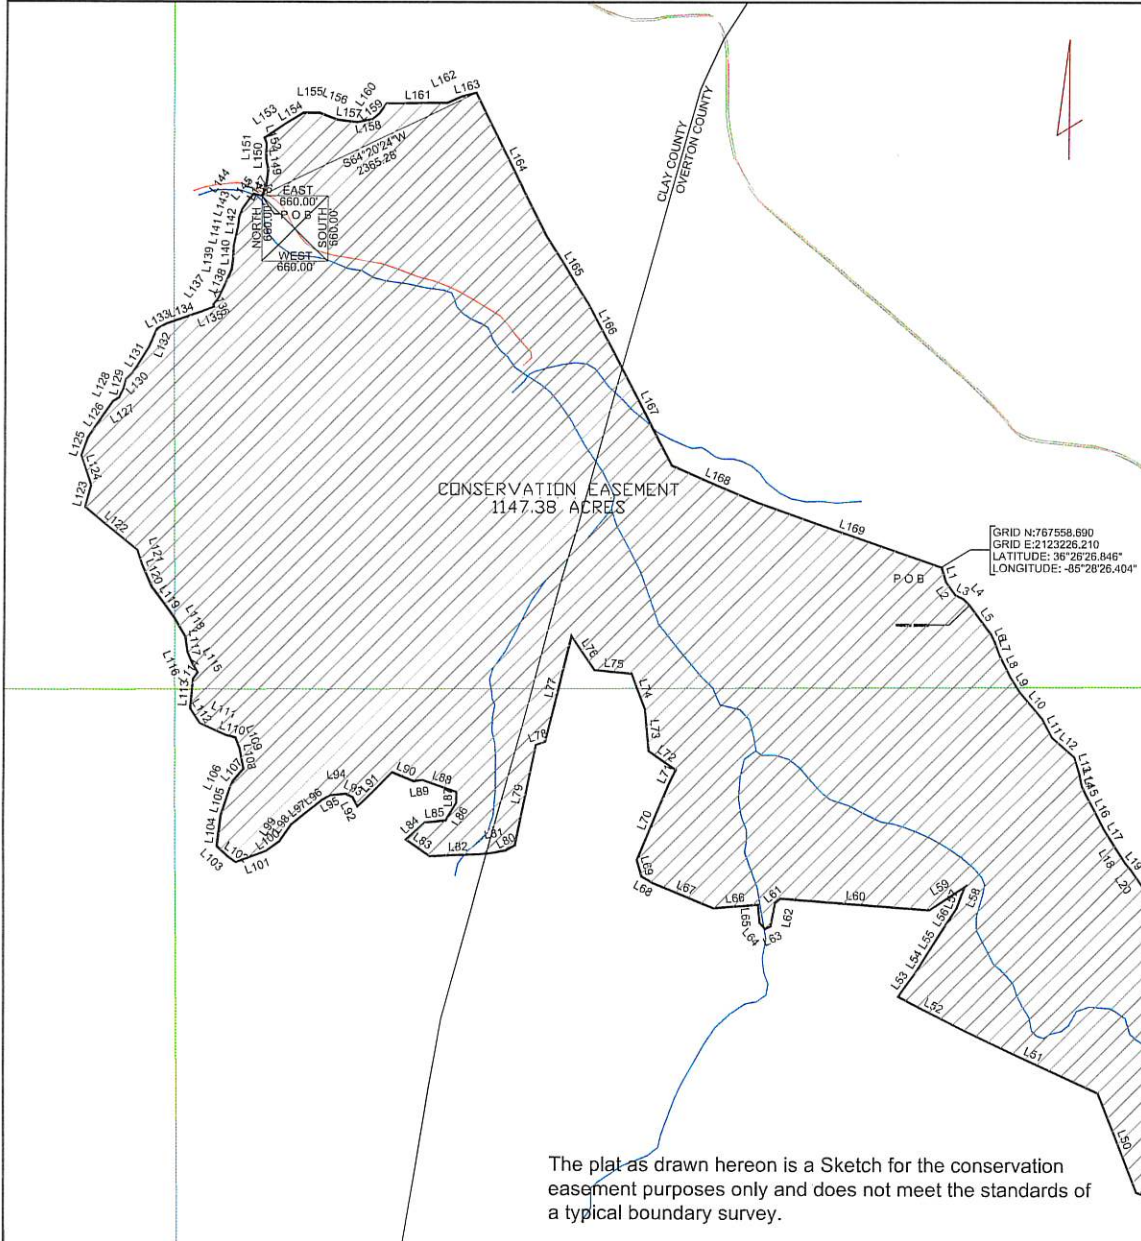 L155
L156
L160
L161
L162
L163
L153
L154
L157
L159
L158
L152
L151
L150
L149
S64°20'24"W
2365.26'
L164
CLAY COUNTY
OVERTON COUNTY
L144
L143
EAST
660.00'
P O B
NORTH
660.00'
SOUTH
660.00'
WEST
660.00'
L142
L141
L140
L139
L138
L137
L136
L135
L134
L133
L132
L131
L130
L129
L128
L127
L126
L125
L124
L123
L122
L121
L120
L119
L118
L117
L116
L115
L114
L113
L112
L111
L110
L109
L108
L107
L106
L105
L104
L103
L102
L101
L100
L99
L98
L97
L96
L95
L94
L93
L92
L91
L90
L89
L88
L87
L86
L85
L84
L83
L82
L81
L80
L79
L78
L77
L76
L75
L74
L73
L72
L71
L70
L69
L68
L67
L66
L65
L64
L63
L62
L61
L60
L59
L58
L57
L56
L55
L54
L53
L52
L51
L50
L165
L166
L167
L168
L169
CONSERVATION EASEMENT
1147.38 ACRES
GRID N:767558.690
GRID E:2123226.210
LATITUDE: 36°26'26.846"
LONGITUDE: -85°28'26.404"
P O B
L1
L2
L3
L4
L5
L6
L7
L8
L9
L10
L11
L12
L13
L14
L15
L16
L17
L18
L19
L20
The plat as drawn hereon is a Sketch for the conservation
easement purposes only and does not meet the standards of
a typical boundary survey.